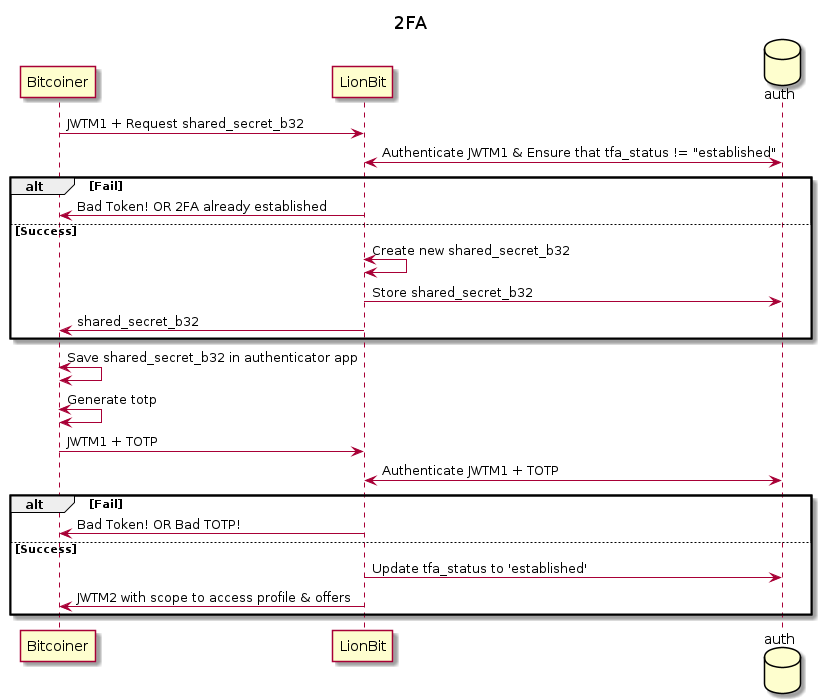 2FA
Bitcoiner
LionBit
auth
JWTM1 + Request shared_secret_b32
Authenticate JWTM1 & Ensure that tfa_status != "established"
alt
[Fail]
Bad Token! OR 2FA already established
[Success]
Create new shared_secret_b32
Store shared_secret_b32
shared_secret_b32
Save shared_secret_b32 in authenticator app
Generate totp
JWTM1 + TOTP
Authenticate JWTM1 + TOTP
alt
[Fail]
Bad Token! OR Bad TOTP!
[Success]
Update tfa_status to 'established'
JWTM2 with scope to access profile & offers
Bitcoiner
LionBit
auth